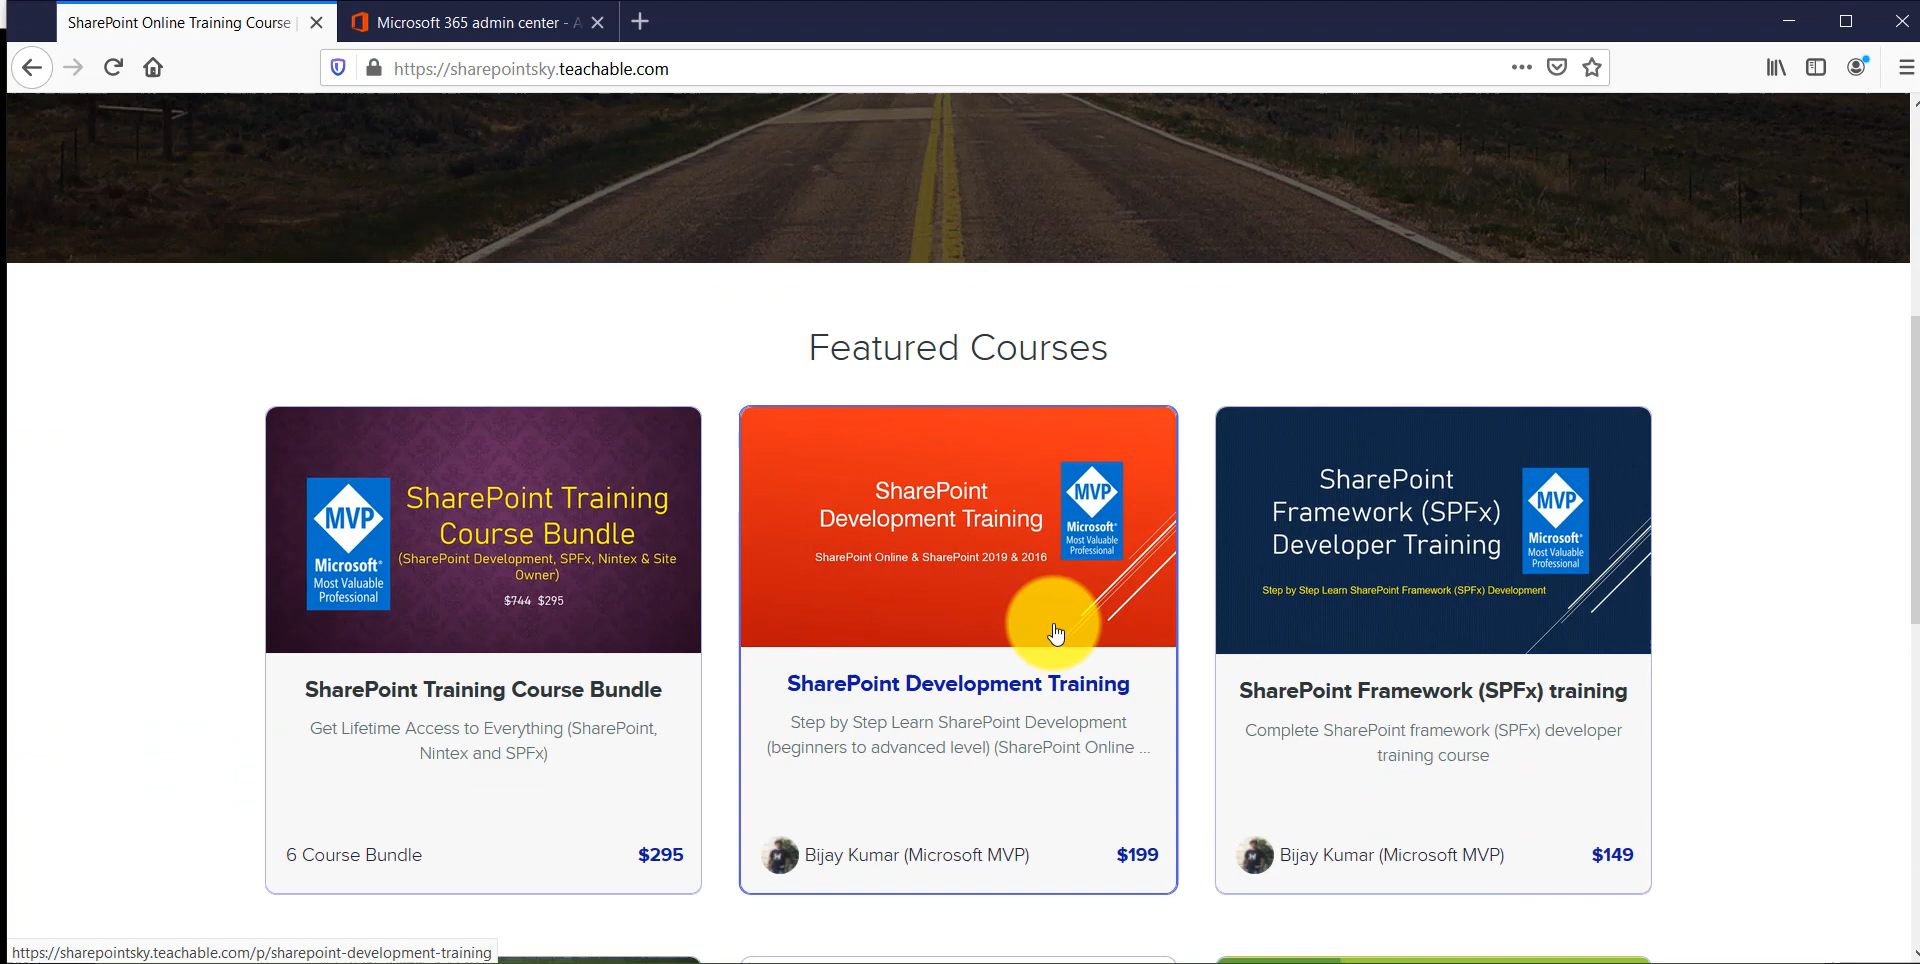 SharePoint Online Training Course |
Microsoft 365 admin center - A
https://sharepointsky.teachable.com
Featured Courses
MVP
Microsoft®
Most Valuable
Professional
SharePoint Training
Course Bundle
(SharePoint Development, SPFx, Nintex & Site
Owner)
$744 $295
SharePoint Training Course Bundle
Get Lifetime Access to Everything (SharePoint,
Nintex and SPFx)
6 Course Bundle
$295
SharePoint
Development Training
SharePoint Online & SharePoint 2019 & 2016
MVP
Microsoft®
Most Valuable
Professional
SharePoint Development Training
Step by Step Learn SharePoint Development
(beginners to advanced level) (SharePoint Online ...
Bijay Kumar (Microsoft MVP)
$199
SharePoint
Framework (SPFx)
Developer Training
Step by Step Learn SharePoint Framework (SPFx) Development
MVP
Microsoft®
Most Valuable
Professional
SharePoint Framework (SPFx) training
Complete SharePoint framework (SPFx) developer
training course
Bijay Kumar (Microsoft MVP)
$149
https://sharepointsky.teachable.com/p/sharepoint-development-training